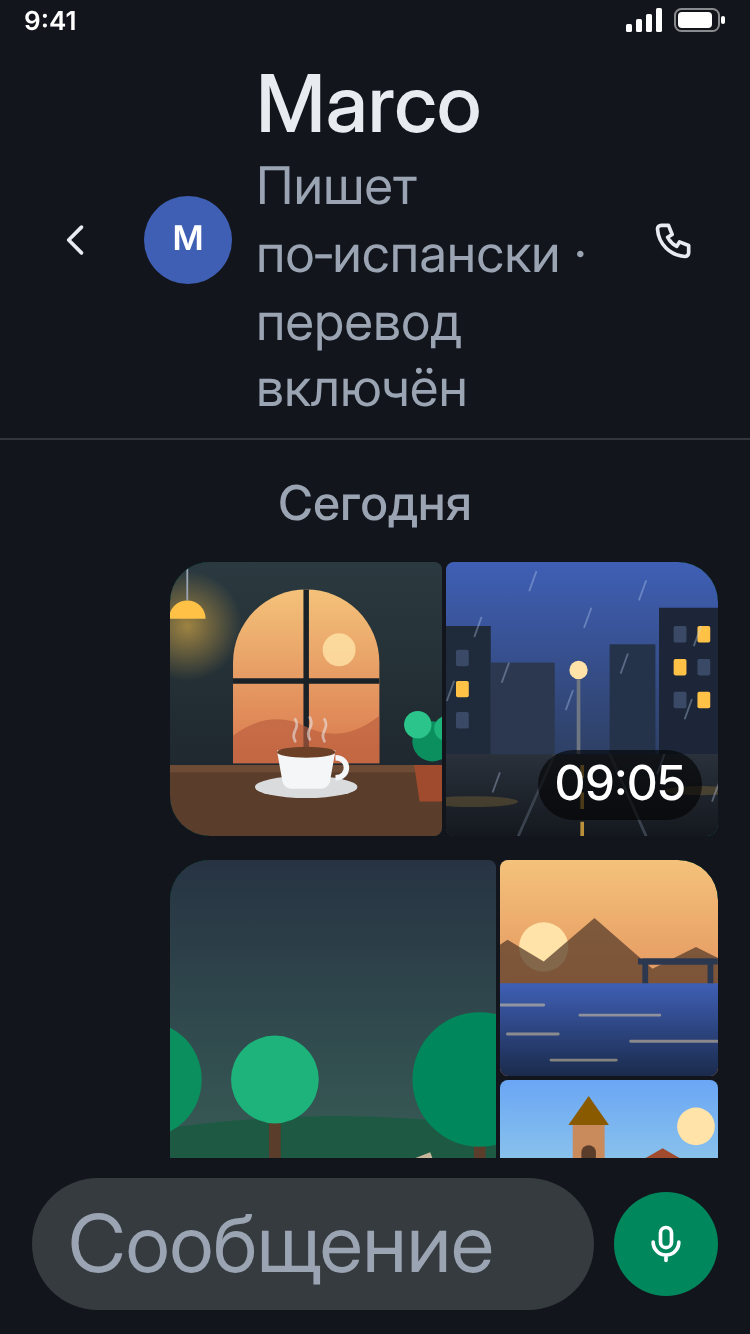 9:41
Marco
M
Пишет
по-испански ·
перевод
включён
Сегодня
09:05
Сообщение